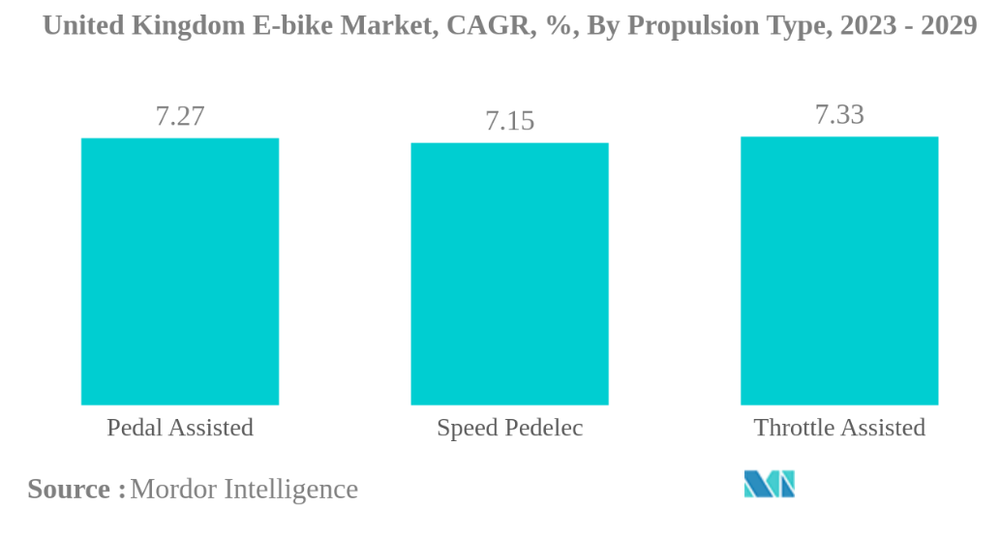 United Kingdom E-bike Market, CAGR, %, By Propulsion Type, 2023 - 2029
7.27
7.15
7.33
Pedal Assisted
Speed Pedelec
Throttle Assisted
Source : Mordor Intelligence